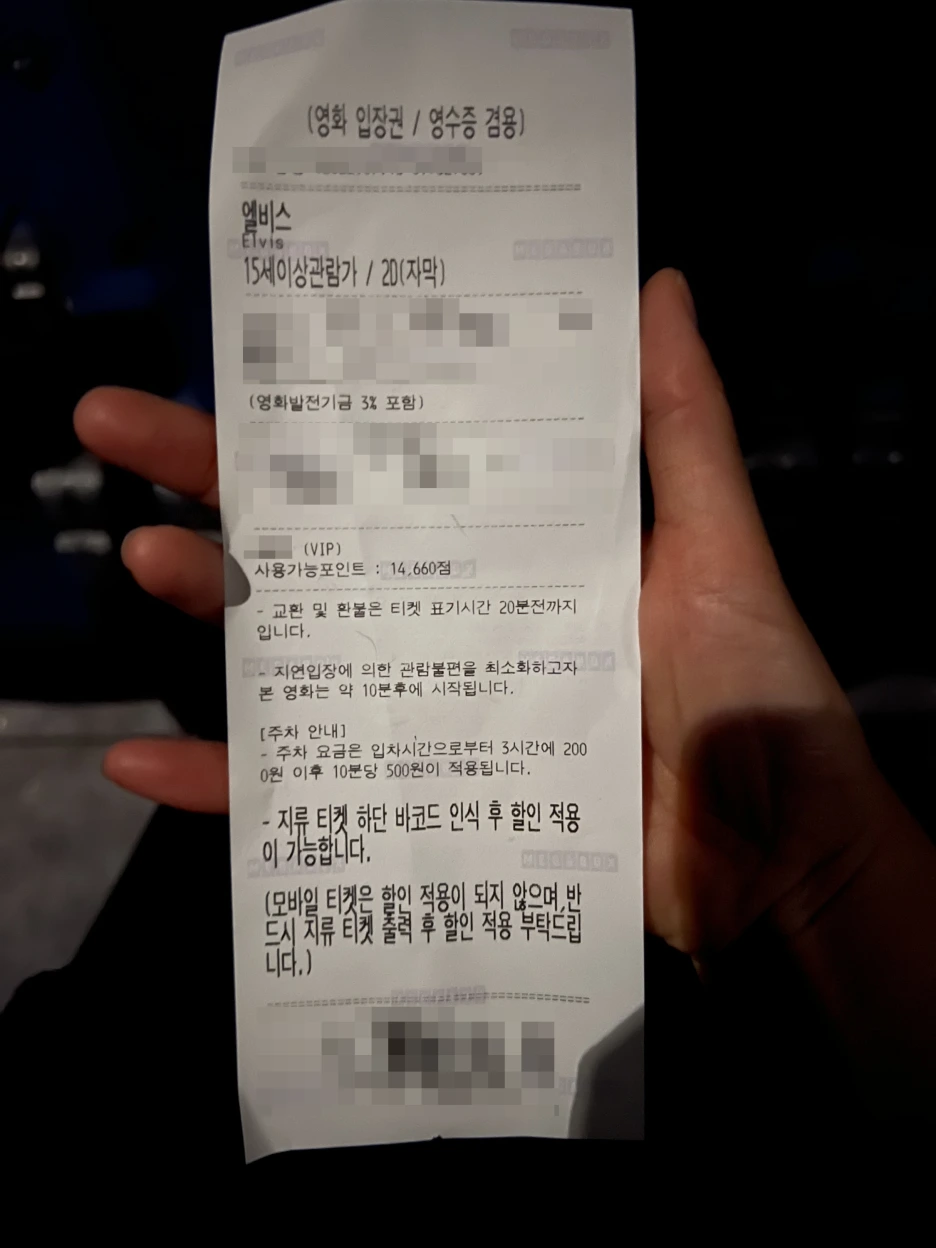 (영화 입장권 / 영수증 겸용)
엘비스
Elvis
15세이상관람가 / 2D(자막)
(영화발전기금 3% 포함)
(VIP)
사용가능포인트 : 14,660점
- 교환 및 환불은 티켓 표기시간 20분전까지
입니다.
- 지연입장에 의한 관람불편을 최소화하고자
본 영화는 약 10분후에 시작됩니다.
[주차 안내]
- 주차 요금은 입차시간으로부터 3시간에 200
0원 이후 10분당 500원이 적용됩니다.
- 지류 티켓 하단 바코드 인식 후 할인 적용
이 가능합니다.
MEGABOX
(모바일 티켓은 할인 적용이 되지 않으며,반
드시 지류 티켓 출력 후 할인 적용 부탁드립
니다.)